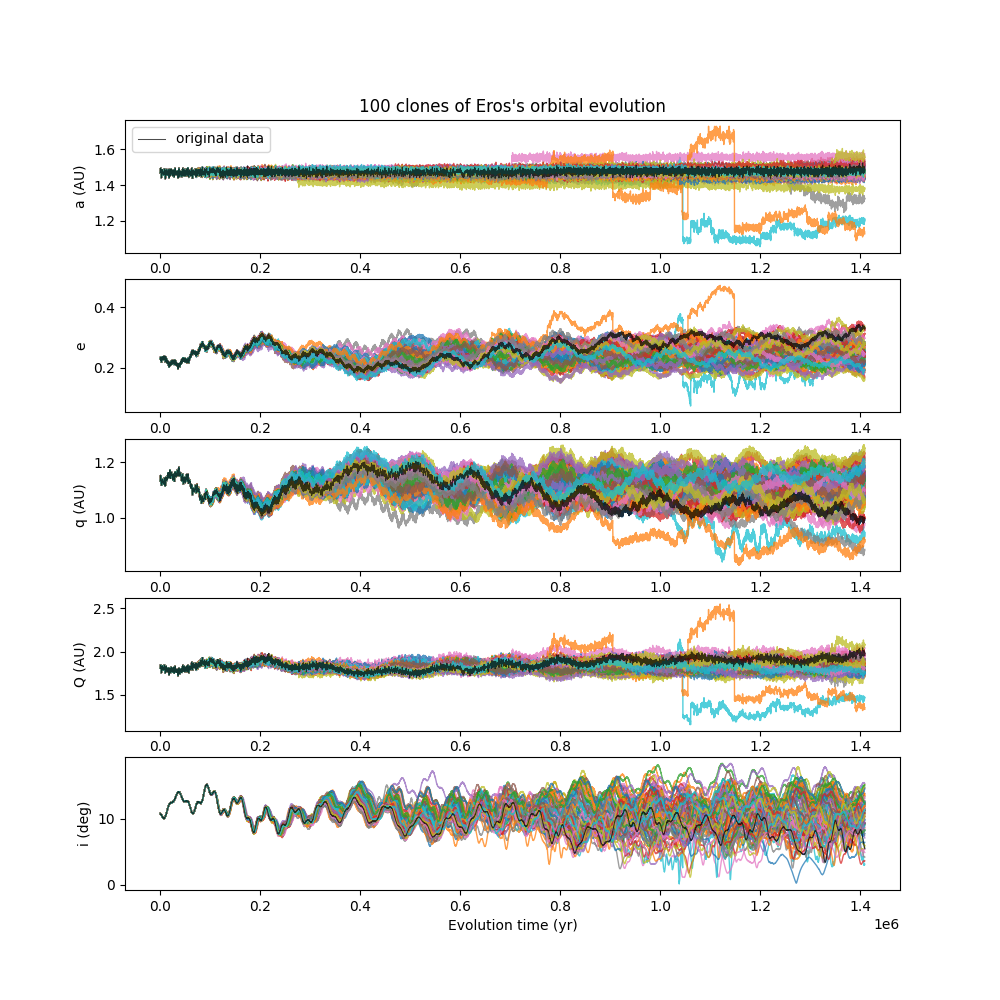 100 clones of Eros's orbital evolution
original data
a (AU)
1.6
1.4
1.2
0.0 0.2 0.4 0.6 0.8 1.0 1.2 1.4
e
0.4
0.2
0.0 0.2 0.4 0.6 0.8 1.0 1.2 1.4
q (AU)
1.2
1.0
0.0 0.2 0.4 0.6 0.8 1.0 1.2 1.4
Q (AU)
2.5
2.0
1.5
0.0 0.2 0.4 0.6 0.8 1.0 1.2 1.4
i (deg)
10
0
0.0 0.2 0.4 0.6 0.8 1.0 1.2 1.4
Evolution time (yr)
1e6